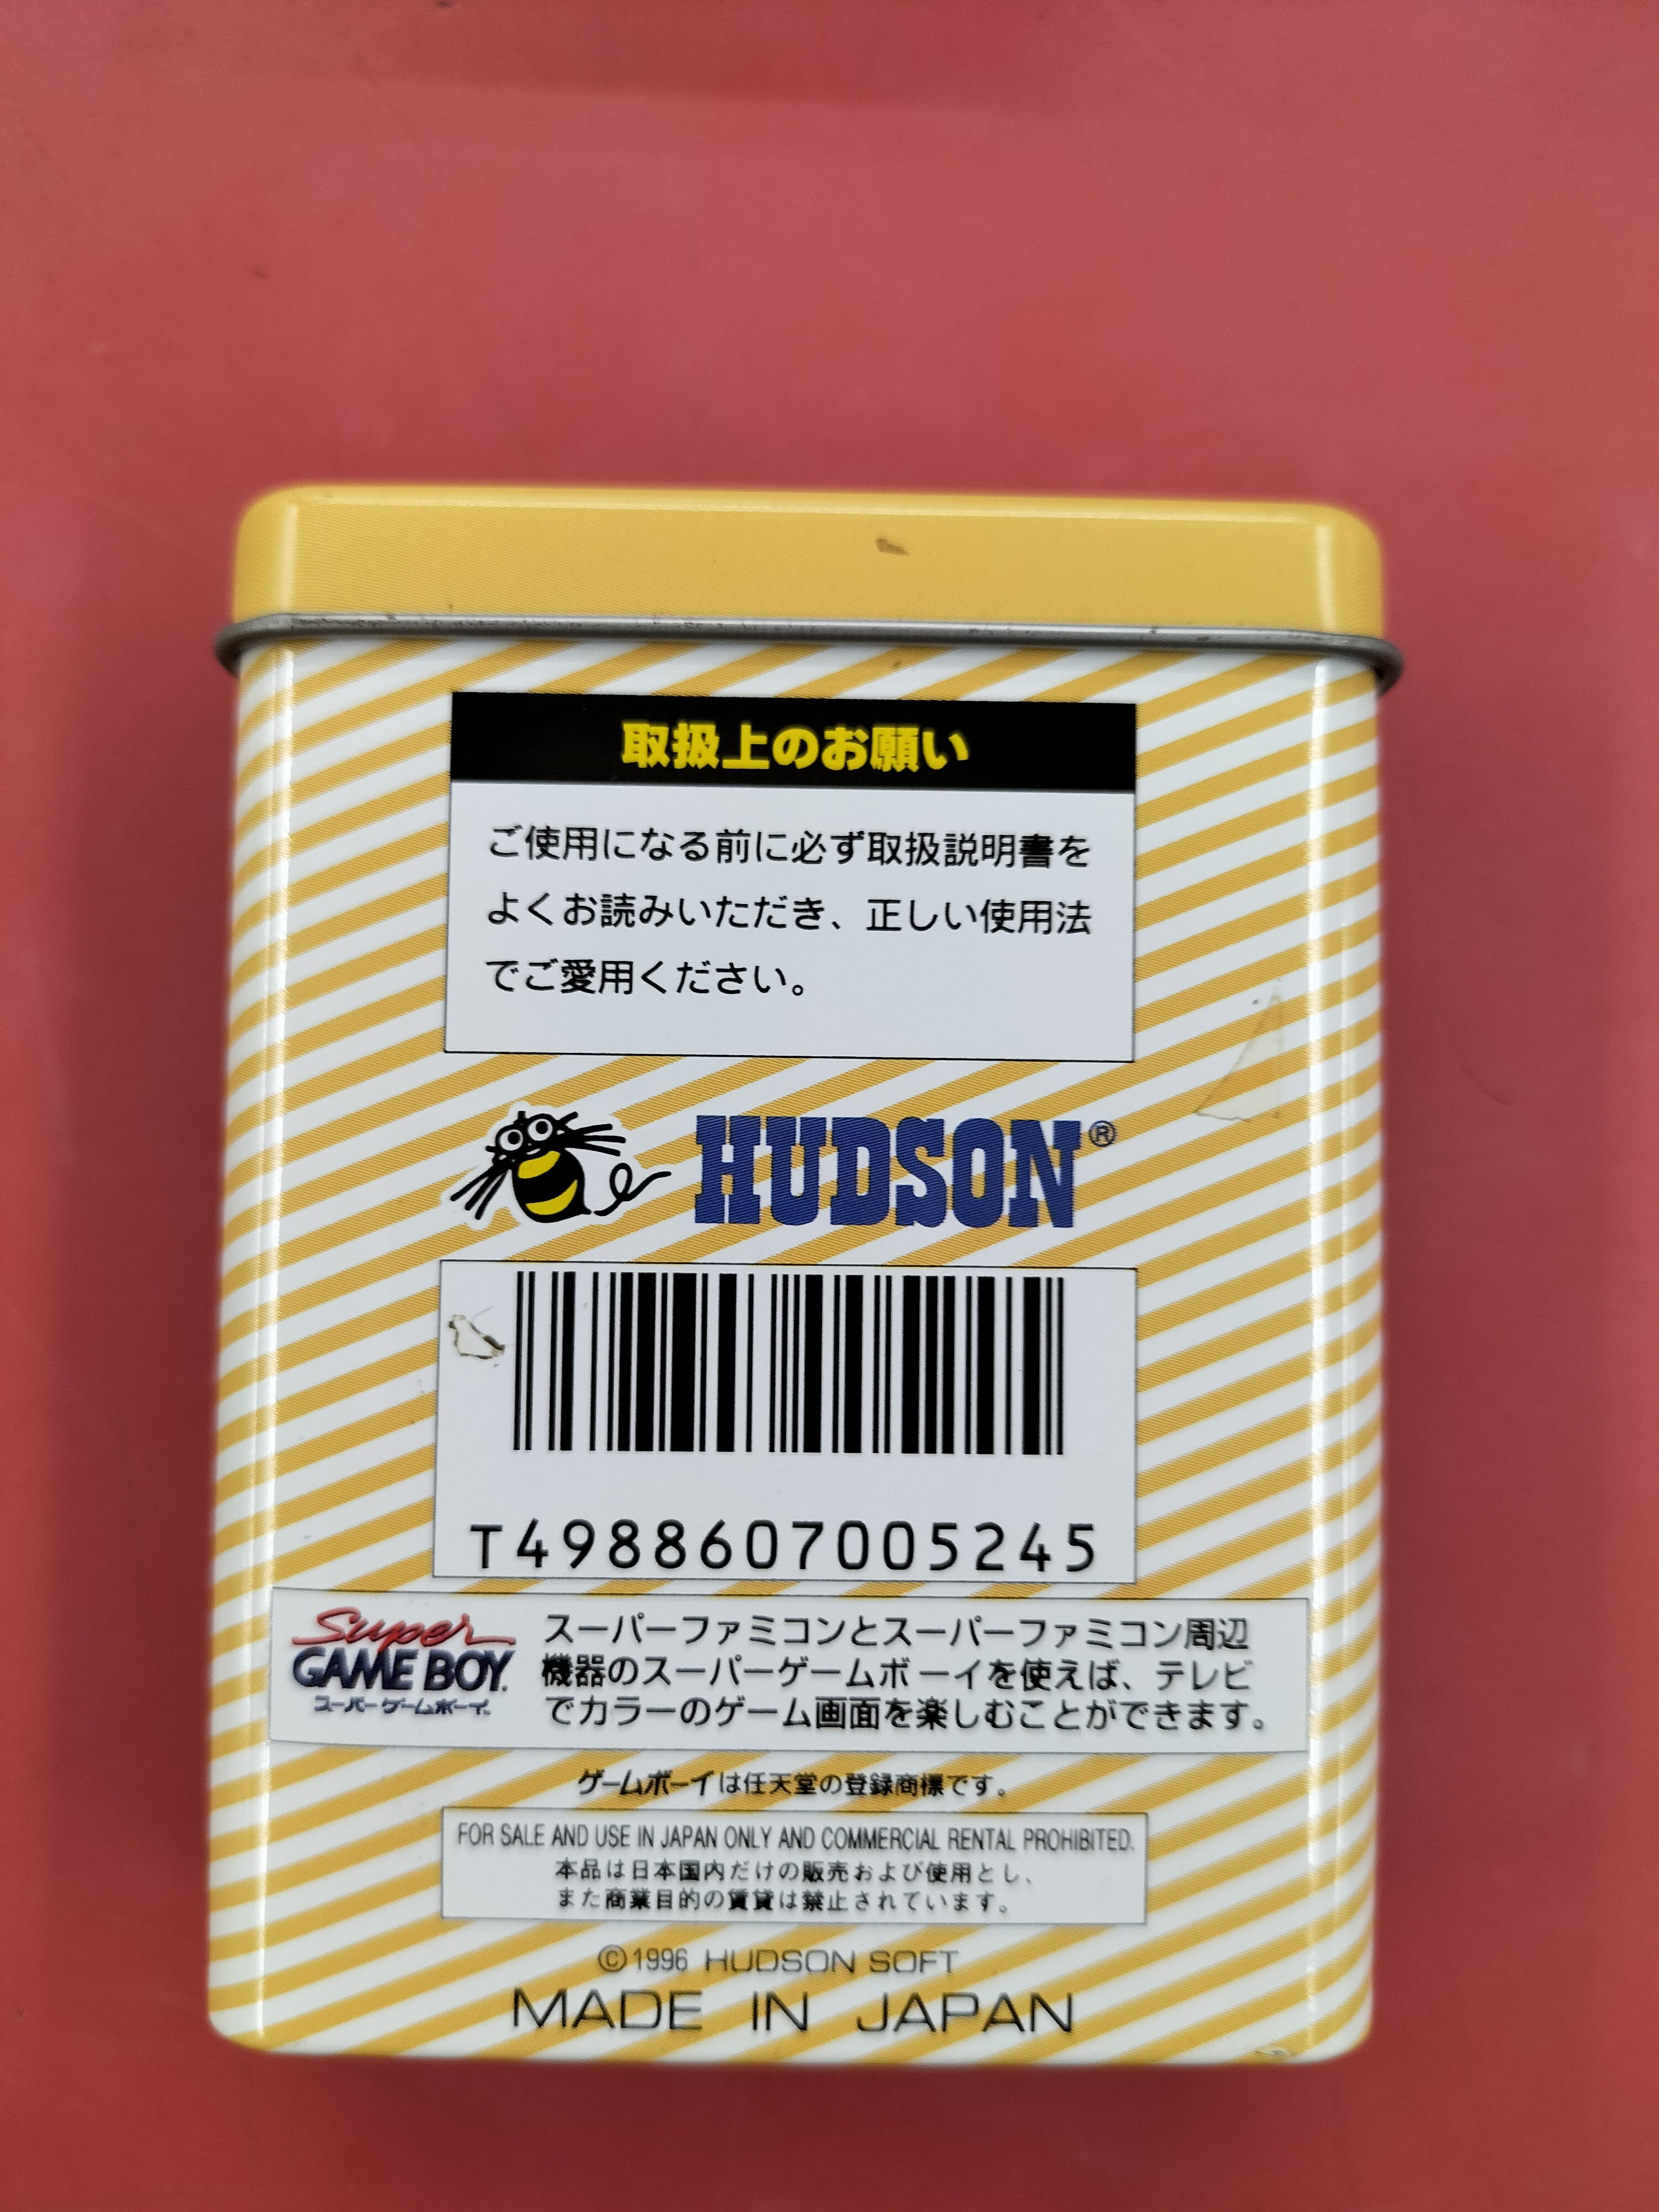 取扱上のお願い
ご使用になる前に必ず取扱説明書を
よくお読みいただき、正しい使用法
でご愛用ください。
HUDSON®
T4988607005245
Super
GAME BOY.
スーパーゲームボーイ.
スーパーファミコンとスーパーファミコン周辺
機器のスーパーゲームボーイを使えば、テレビ
でカラーのゲーム画面を楽しむことができます。
ゲームボーイは任天堂の登録商標です。
FOR SALE AND USE IN JAPAN ONLY AND COMMERCIAL RENTAL PROHIBITED.
本品は日本国内だけの販売および使用とし、
また商業目的の賃貸は禁止されています。
©1996 HUDSON SOFT
MADE IN JAPAN